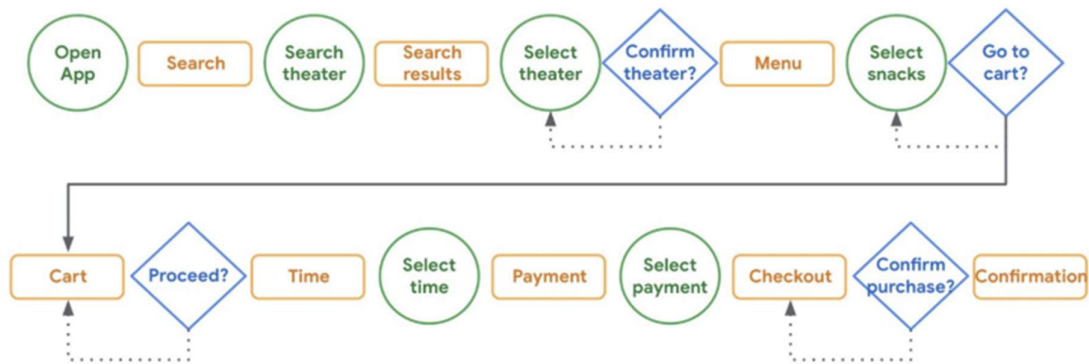 Open
App
Search
Search
theater
Search
results
Select
theater
Confirm
theater?
Menu
Select
snacks
Go to
cart?
Cart
Proceed?
Time
Select
time
Payment
Select
payment
Checkout
Confirm
purchase?
Confirmation